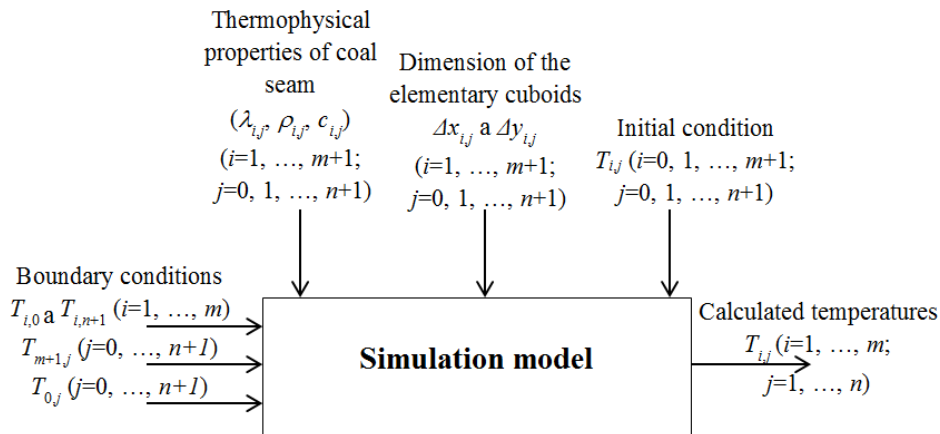 Thermophysical
properties of coal
seam
(λi,j, ρi,j, ci,j)
(i=1, …, m+1;
j=0, 1, …, n+1)
Dimension of the
elementary cuboids
Δxi,j a Δyi,j
(i=1, …, m+1;
j=0, 1, …, n+1)
Initial condition
Ti,j (i=0, 1, …, m+1;
j=0, 1, …, n+1)
Boundary conditions
Ti,0 a Ti,n+1 (i=1, …, m)
Tm+1,j (j=0, …, n+1)
T0,j (j=0, …, n+1)
Simulation model
Calculated temperatures
Ti,j (i=1, …, m;
j=1, …, n)